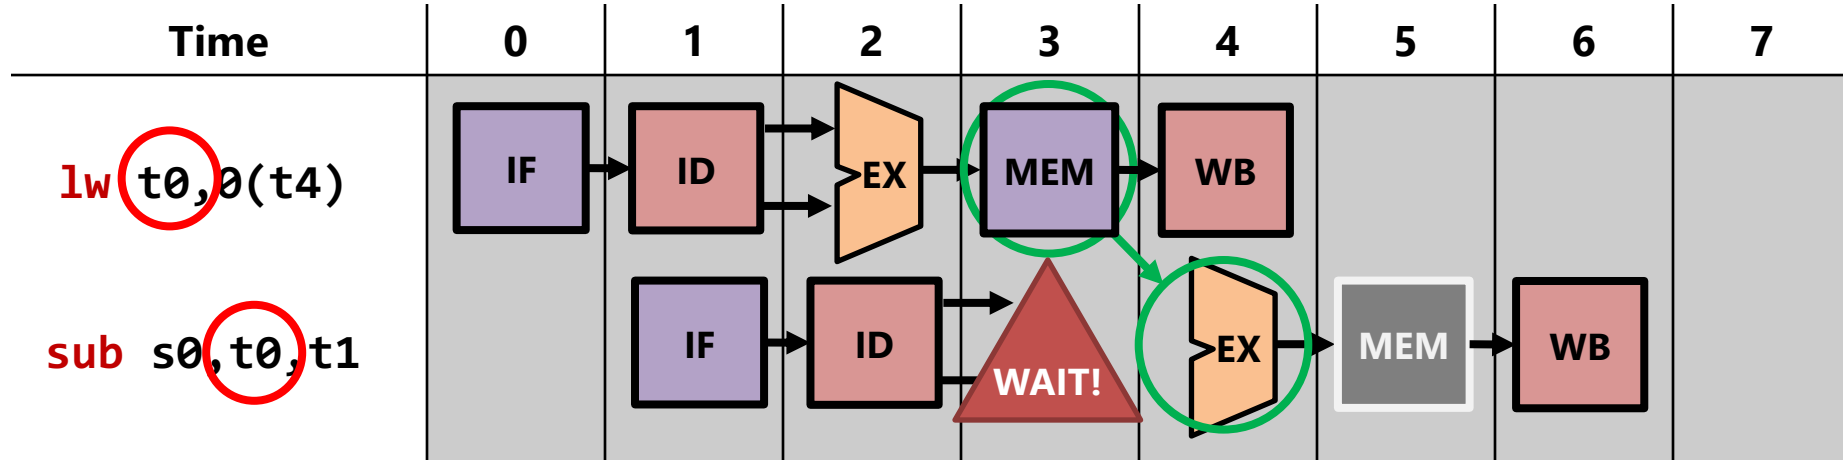 Time 0 1 2 3 4 5 6 7
lw t0,0(t4) IF ID EX MEM WB
sub s0,t0,t1 IF ID WAIT! EX MEM WB